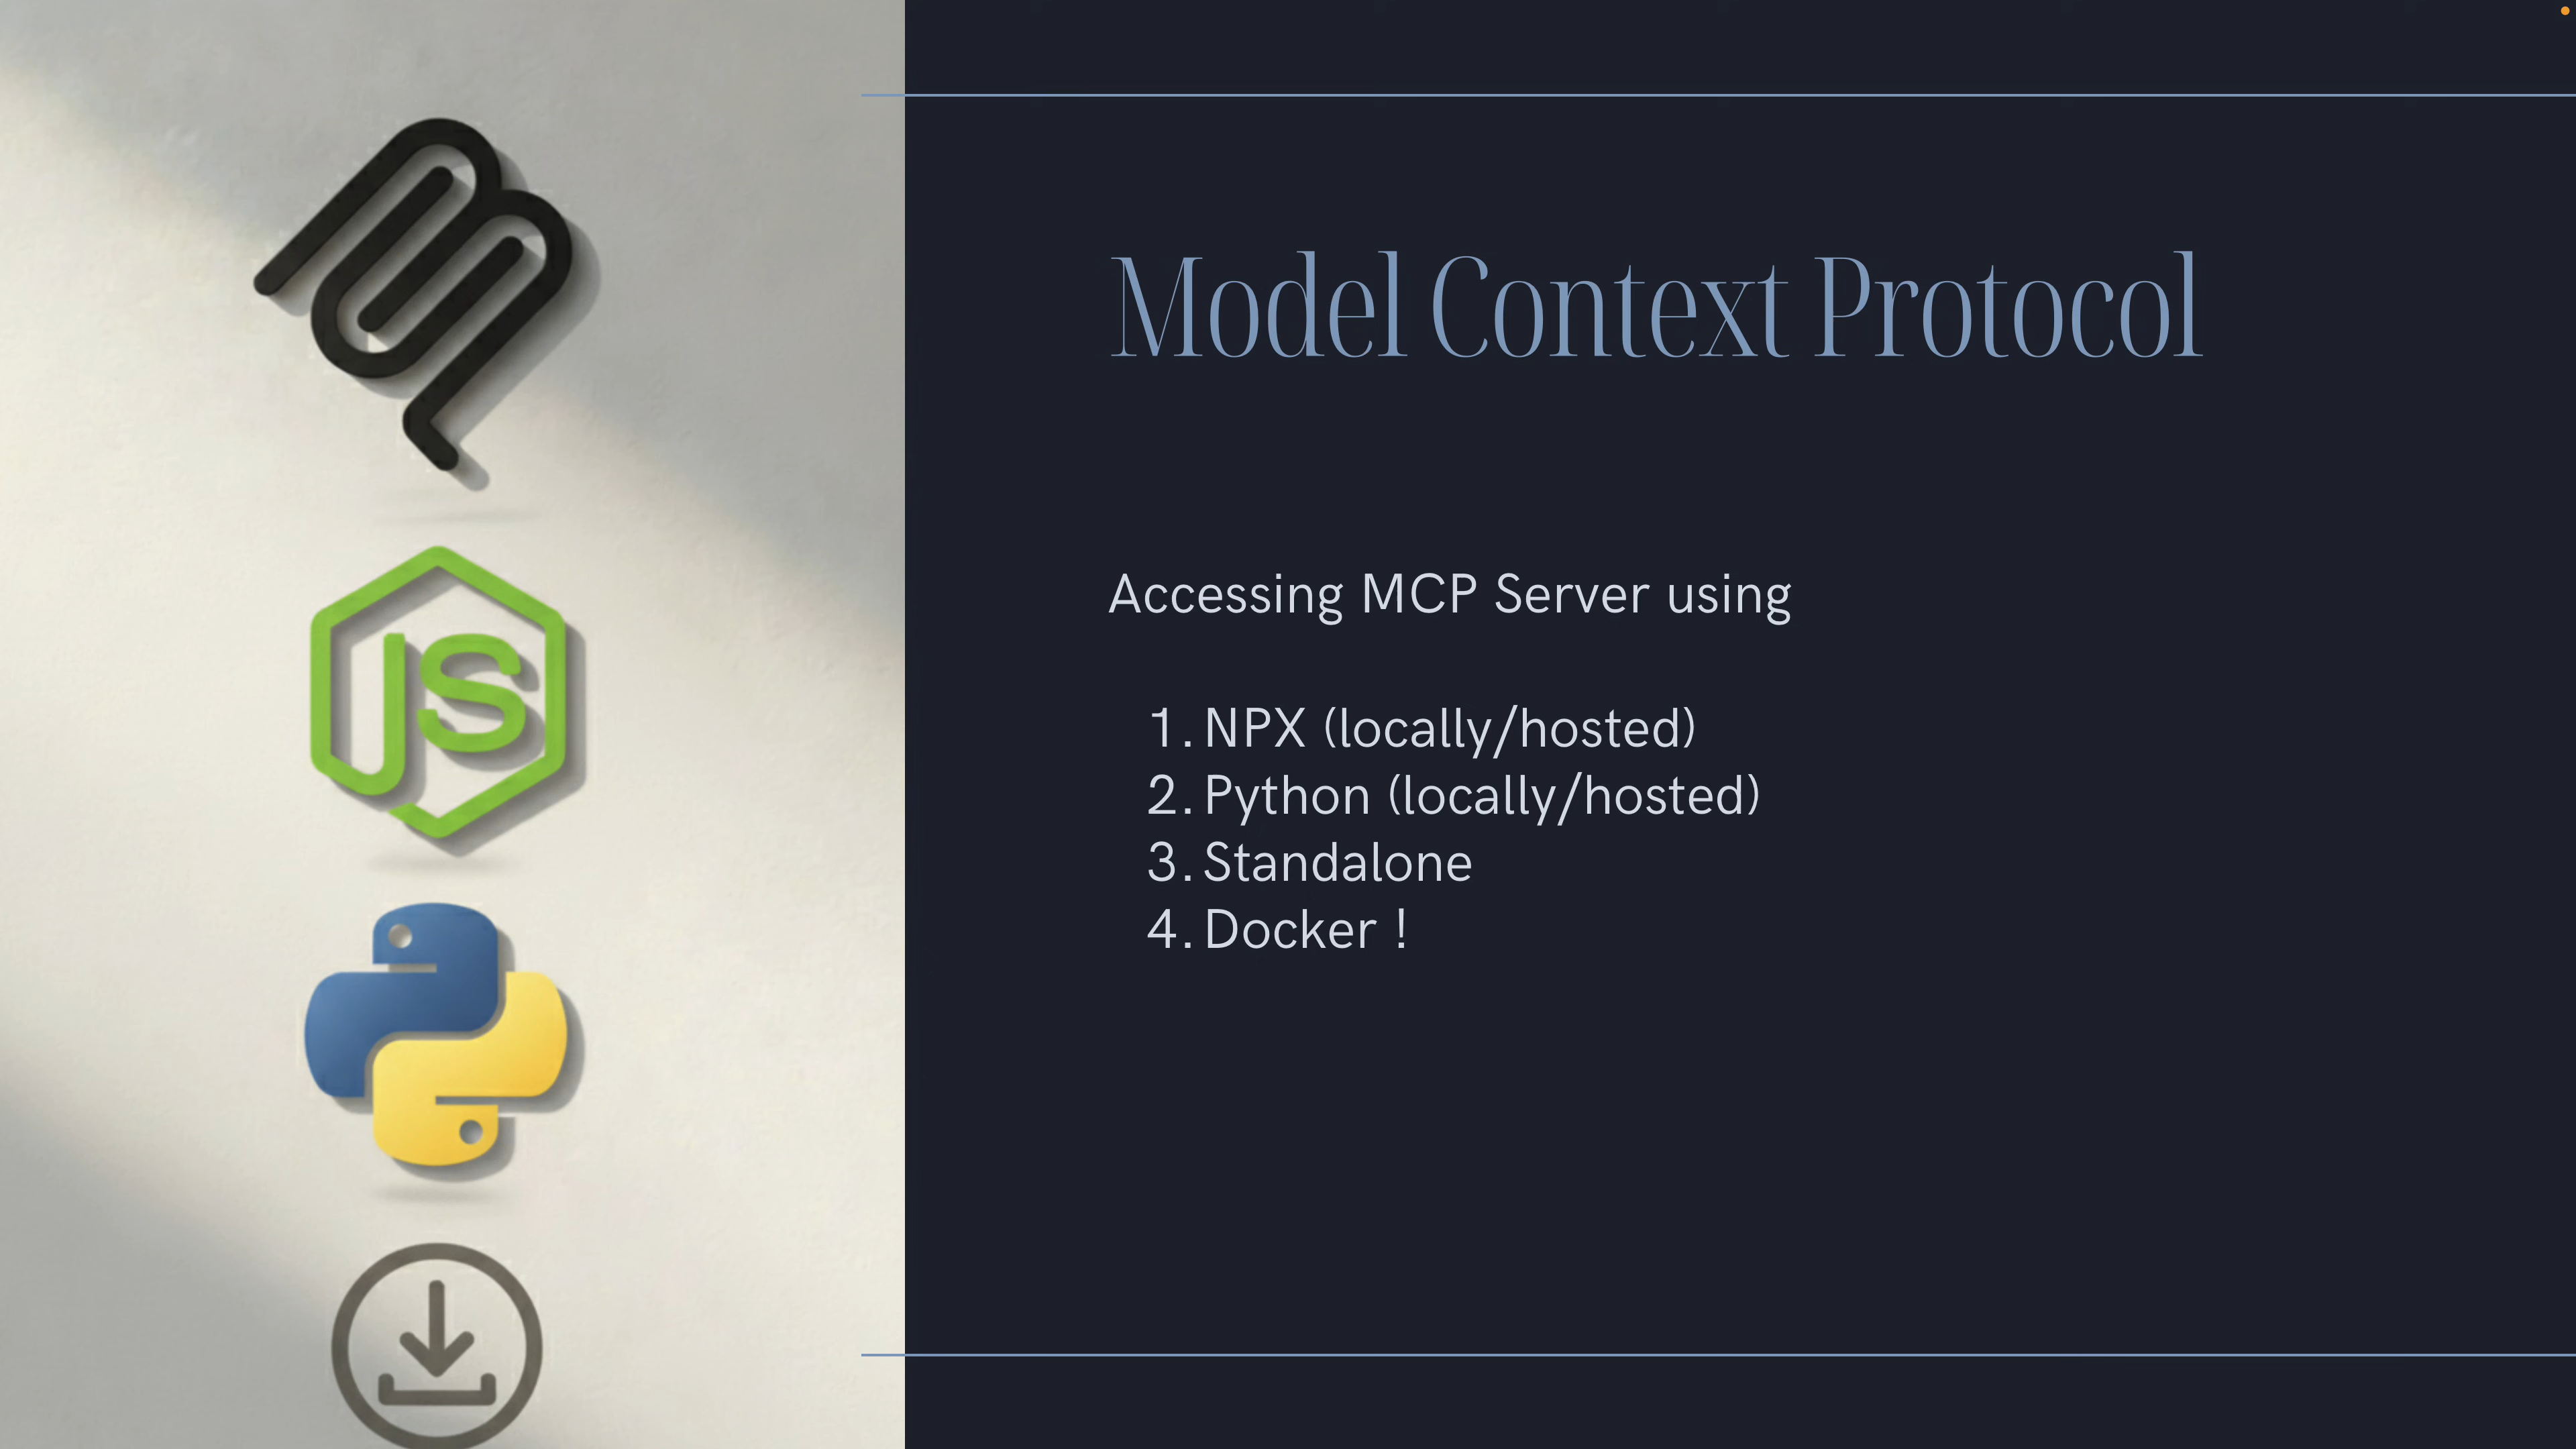 JS
Model Context Protocol
Accessing MCP Server using
1. NPX (locally/hosted)
2. Python (locally/hosted)
3. Standalone
4. Docker !